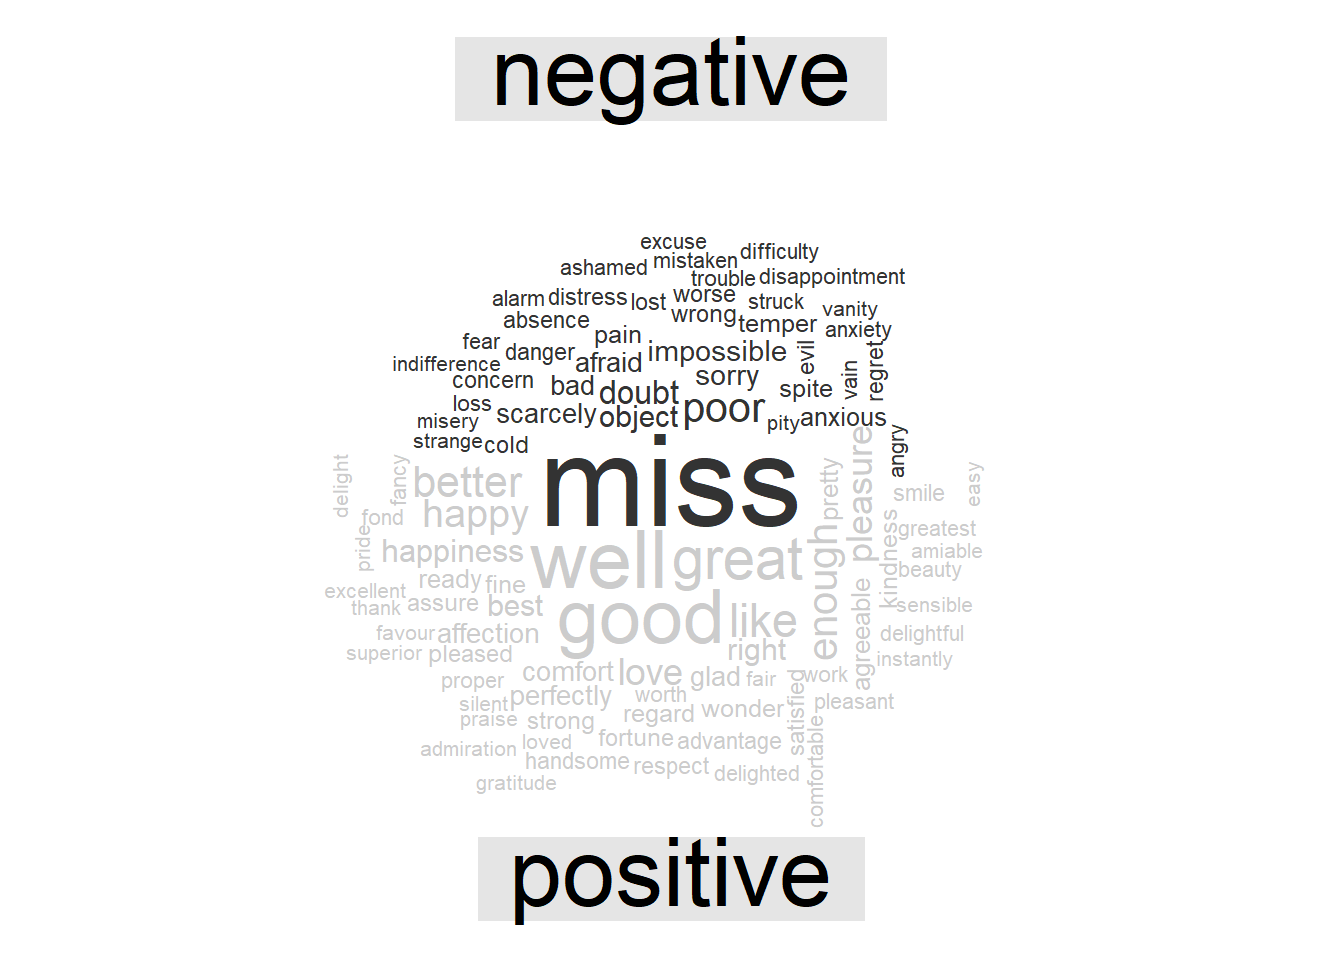 negative
excuse
mistaken difficulty
ashamed trouble disappointment
alarm distress lost worse struck vanity
absence wrong temper anxiety
fear pain impossible evil regret
indifference danger afraid sorry vain
concern bad doubt spite
loss scarcely object poor pity anxious
misery
strange cold angry
miss
delight fancy better pretty pleasure smile easy
fond happy enough greatest
pride happiness well great kindness amiable
ready fine beauty
excellent assure best good like agreeable sensible
thank
favour affection right delightful
superior pleased instantly
proper comfort love glad fair work
silent perfectly worth satisfied pleasant
praise strong regard wonder
admiration loved fortune advantage comfortable
handsome respect delighted
gratitude
positive